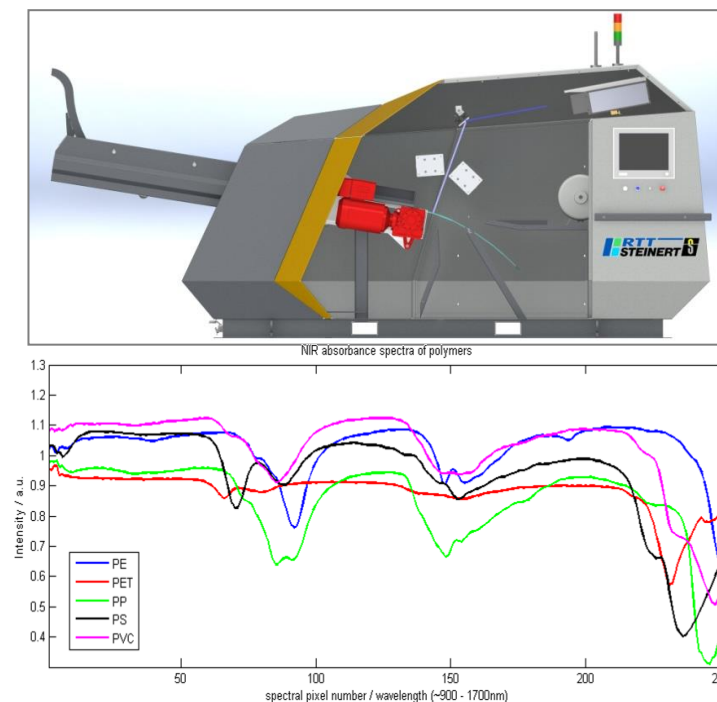 RTT
STEINERT S
NIR absorbance spectra of polymers
1.3
1.2
1.1
1
0.9
0.8
0.7
0.6
0.5
0.4
Intensity / a.u.
PE
PET
PP
PS
PVC
50
100
150
200
spectral pixel number / wavelength (~900 - 1700nm)